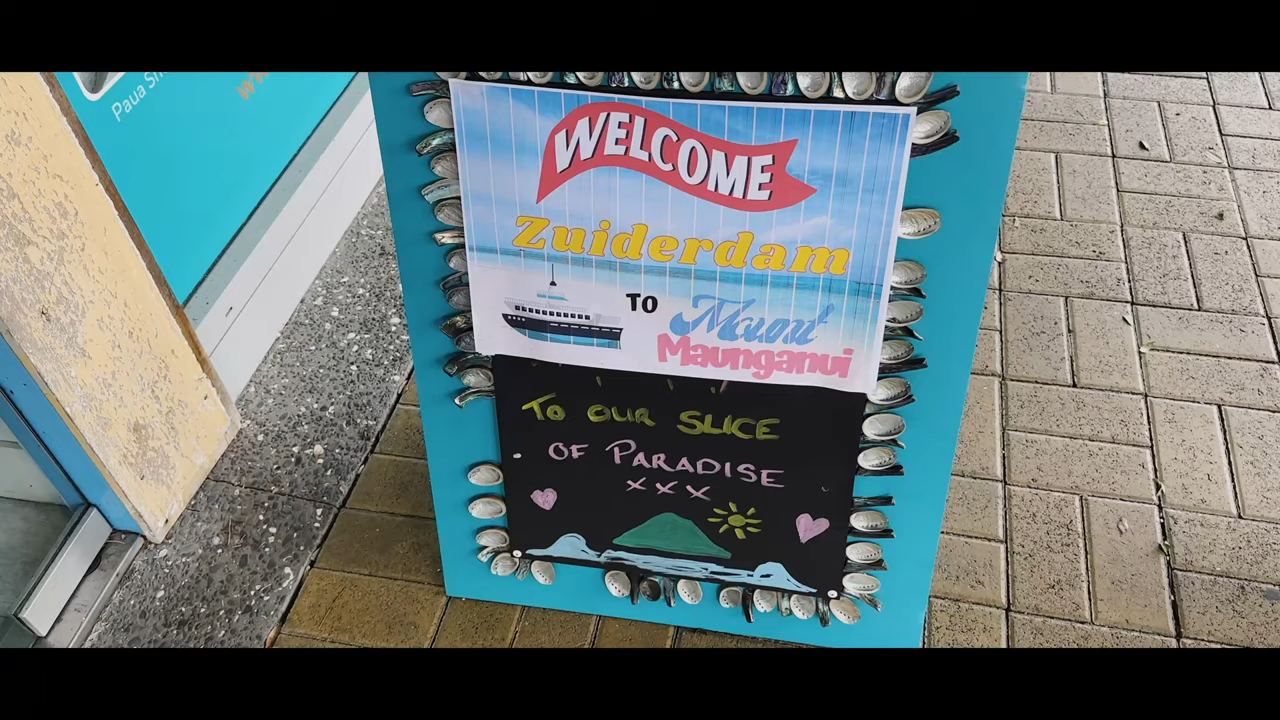 Paua
WELCOME
Zuiderdam
TO Mount
Maunganui
TO OUR SLICE
OF PARADISE
XXX